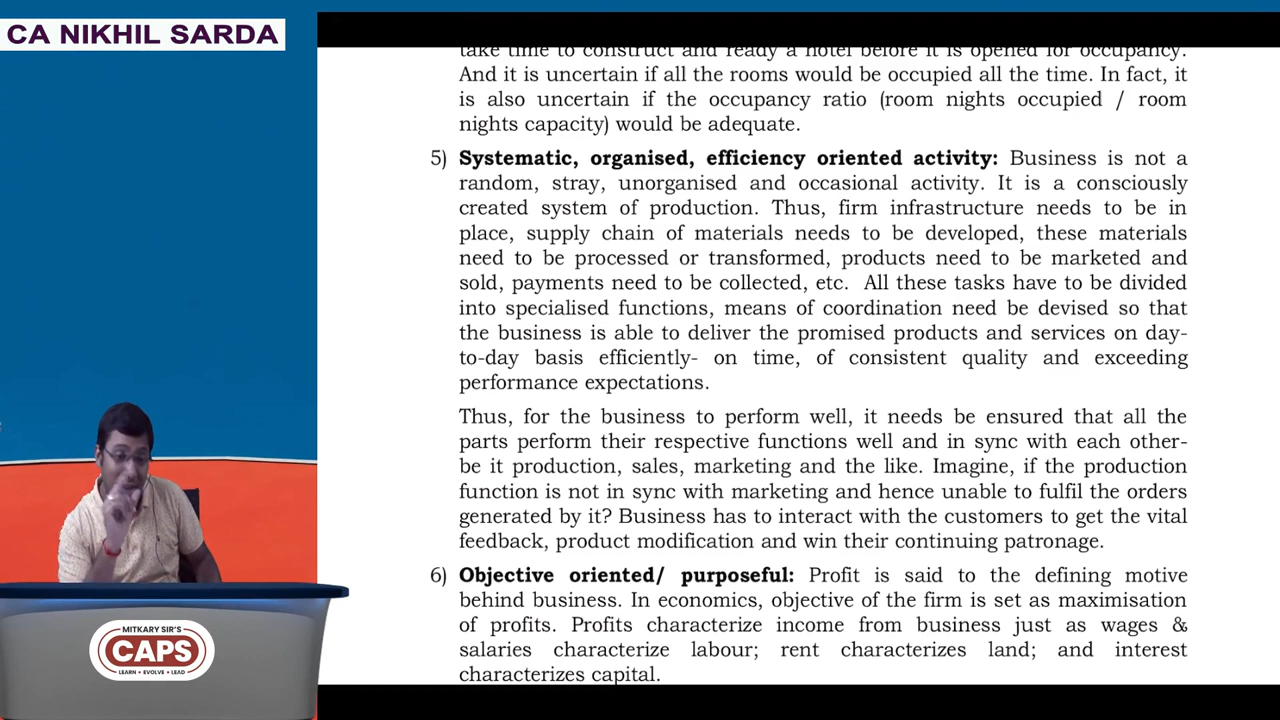 CA NIKHIL SARDA
take time to construct and ready a hotel before it is opened for occupancy.
And it is uncertain if all the rooms would be occupied all the time. In fact, it
is also uncertain if the occupancy ratio (room nights occupied / room
nights capacity) would be adequate.
5) Systematic, organised, efficiency oriented activity: Business is not a
random, stray, unorganised and occasional activity. It is a consciously
created system of production. Thus, firm infrastructure needs to be in
place, supply chain of materials needs to be developed, these materials
need to be processed or transformed, products need to be marketed and
sold, payments need to be collected, etc. All these tasks have to be divided
into specialised functions, means of coordination need be devised so that
the business is able to deliver the promised products and services on day-
to-day basis efficiently- on time, of consistent quality and exceeding
performance expectations.
Thus, for the business to perform well, it needs be ensured that all the
parts perform their respective functions well and in sync with each other-
be it production, sales, marketing and the like. Imagine, if the production
function is not in sync with marketing and hence unable to fulfil the orders
generated by it? Business has to interact with the customers to get the vital
feedback, product modification and win their continuing patronage.
6) Objective oriented/ purposeful: Profit is said to the defining motive
behind business. In economics, objective of the firm is set as maximisation
of profits. Profits characterize income from business just as wages &
salaries characterize labour; rent characterizes land; and interest
characterizes capital.
MITKARY SIR'S
CAPS
LEARN • EVOLVE • LEAD